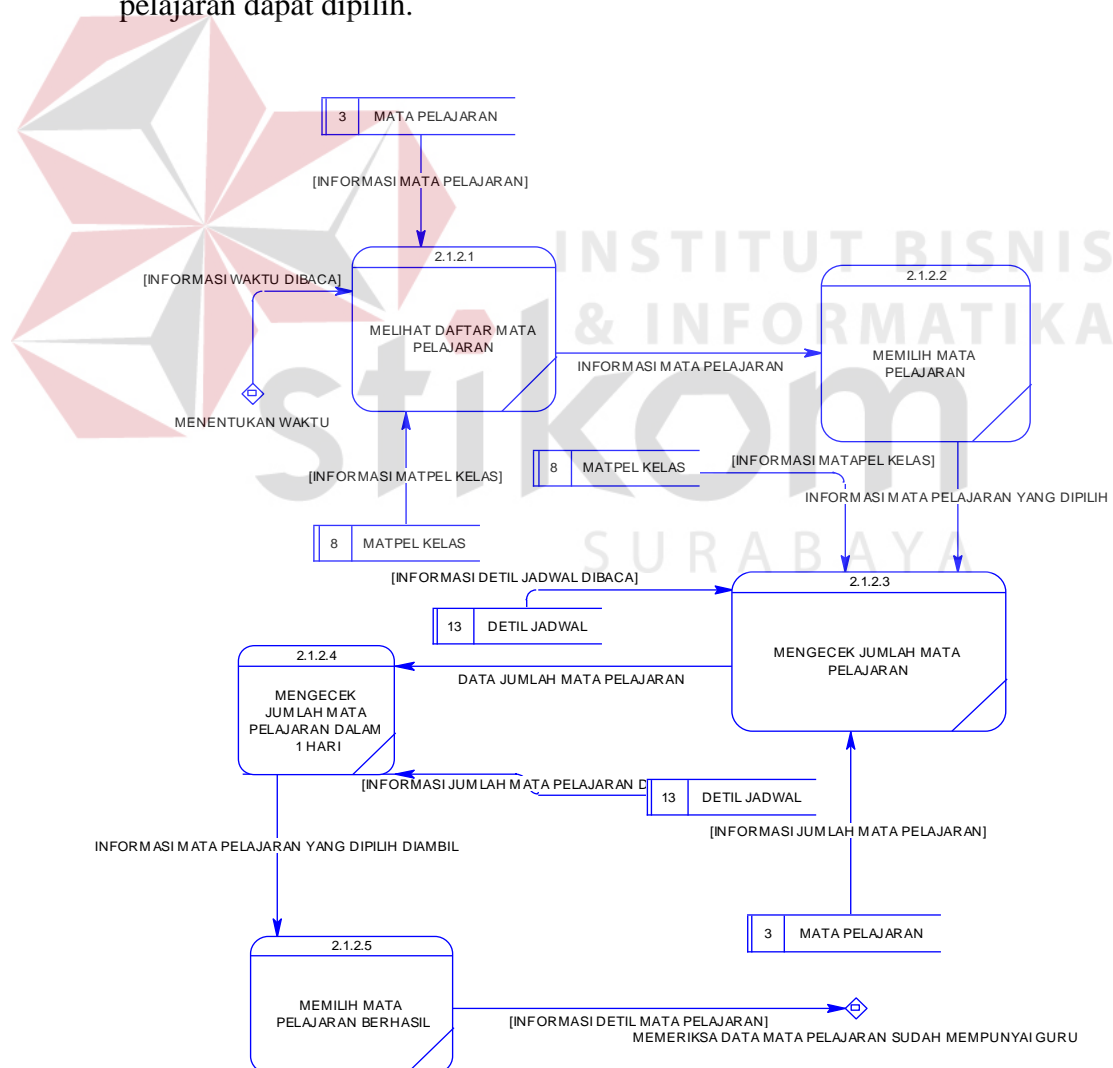 pelajaran dapat dipilih.
3 MATA PELAJARAN
[INFORMASI MATA PELAJARAN]
INSTITUT BISNIS
& INFORMATIKA
stikom
SURABAYA
2.1.2.1
MELIHAT DAFTAR MATA
PELAJARAN
[INFORMASI WAKTU DIBACA]
MENENTUKAN WAKTU
INFORMASI MATA PELAJARAN
2.1.2.2
MEMILIH MATA
PELAJARAN
[INFORMASI MATPEL KELAS]
8 MATPEL KELAS
8 MATPEL KELAS
[INFORMASI MATAPEL KELAS]
INFORMASI MATA PELAJARAN YANG DIPILIH
[INFORMASI DETIL JADWAL DIBACA]
13 DETIL JADWAL
2.1.2.3
MENGECEK JUMLAH MATA
PELAJARAN
DATA JUMLAH MATA PELAJARAN
2.1.2.4
MENGECEK
JUMLAH MATA
PELAJARAN DALAM
1 HARI
[INFORMASI JUMLAH MATA PELAJARAN D
13 DETIL JADWAL
[INFORMASI JUMLAH MATA PELAJARAN]
INFORMASI MATA PELAJARAN YANG DIPILIH DIAMBIL
3 MATA PELAJARAN
2.1.2.5
MEMILIH MATA
PELAJARAN BERHASIL
[INFORMASI DETIL MATA PELAJARAN]
MEMERIKSA DATA MATA PELAJARAN SUDAH MEMPUNYAI GURU